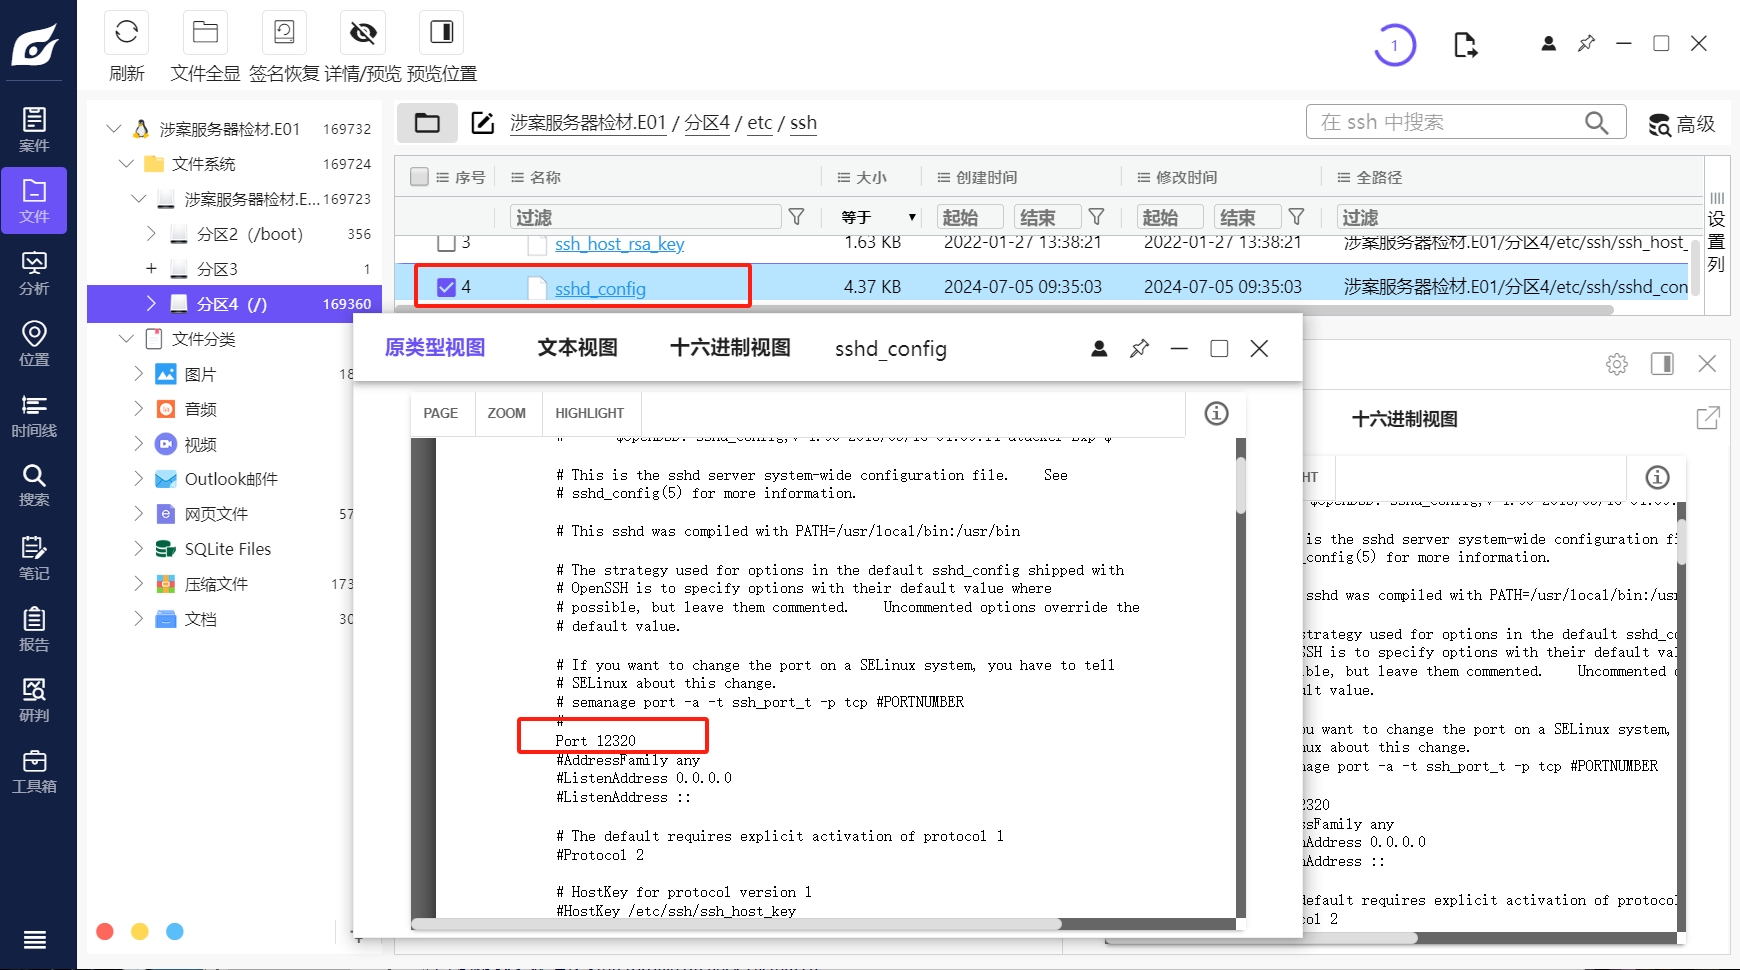 刷新
文件全显
签名恢复
详情/预览
预览位置
1
案件
文件
分析
位置
时间线
搜索
笔记
报告
研判
工具箱
涉案服务器检材.E01 169732
文件系统 169724
涉案服务器检材.E... 169723
分区2（/boot） 356
分区3 1
分区4（/） 169360
文件分类
图片 18
音频
视频
Outlook邮件
网页文件 57
SQLite Files
压缩文件 173
文档 30
涉案服务器检材.E01 / 分区4 / etc / ssh
在 ssh 中搜索
高级
序号 名称 大小 创建时间 修改时间 全路径
过滤 等于 起始 结束 起始 结束 过滤
设置列
3 ssh_host_rsa_key 1.63 KB 2022-01-27 13:38:21 2022-01-27 13:38:21 涉案服务器检材.E01/分区4/etc/ssh/ssh_host_
4 sshd_config 4.37 KB 2024-07-05 09:35:03 2024-07-05 09:35:03 涉案服务器检材.E01/分区4/etc/ssh/sshd_con
原类型视图 文本视图 十六进制视图 sshd_config
PAGE ZOOM HIGHLIGHT
# This is the sshd server system-wide configuration file. See
# sshd_config(5) for more information.
# This sshd was compiled with PATH=/usr/local/bin:/usr/bin
# The strategy used for options in the default sshd_config shipped with
# OpenSSH is to specify options with their default value where
# possible, but leave them commented. Uncommented options override the
# default value.
# If you want to change the port on a SELinux system, you have to tell
# SELinux about this change.
# semanage port -a -t ssh_port_t -p tcp #PORTNUMBER
#
Port 12320
#AddressFamily any
#ListenAddress 0.0.0.0
#ListenAddress ::
# The default requires explicit activation of protocol 1
#Protocol 2
# HostKey for protocol version 1
#HostKey /etc/ssh/ssh_host_key
十六进制视图
HT
is the sshd server system-wide configuration fi
_config(5) for more information.
sshd was compiled with PATH=/usr/local/bin:/usr
strategy used for options in the default sshd_co
SSH is to specify options with their default val
ible, but leave them commented. Uncommented o
ult value.
ou want to change the port on a SELinux system,
nux about this change.
nage port -a -t ssh_port_t -p tcp #PORTNUMBER
2320
ssFamily any
nAddress 0.0.0.0
nAddress ::
default requires explicit activation of protocol
col 2